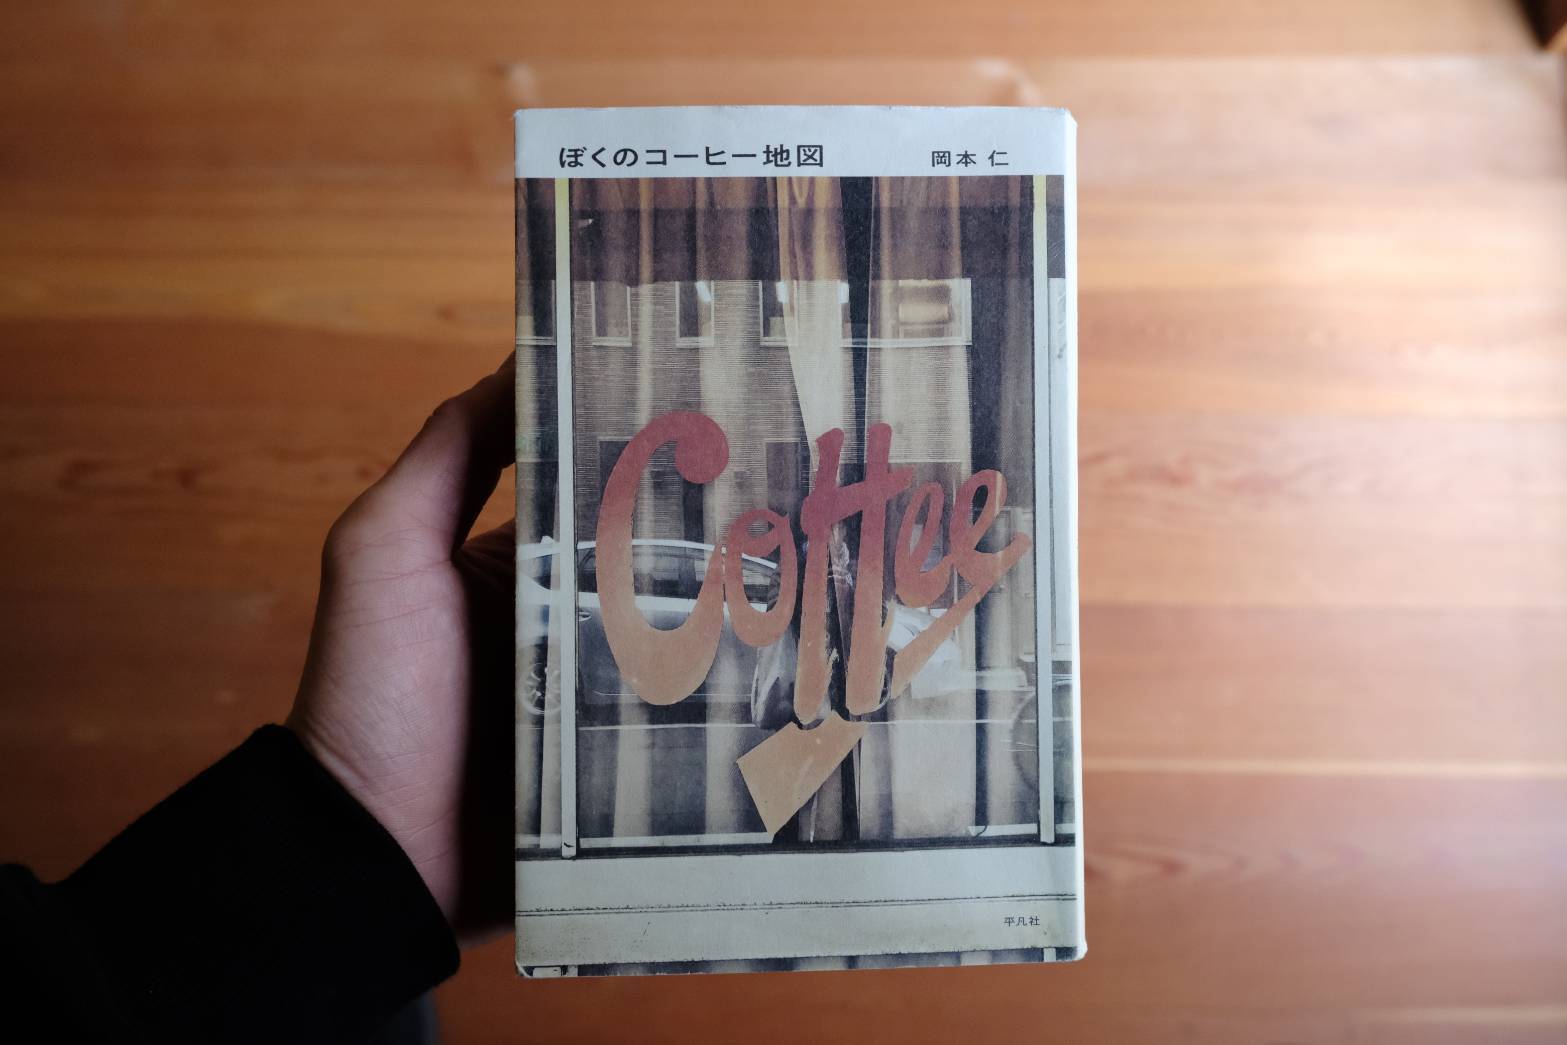 ぼくのコーヒー地図 岡本 仁
Coffee
平凡社